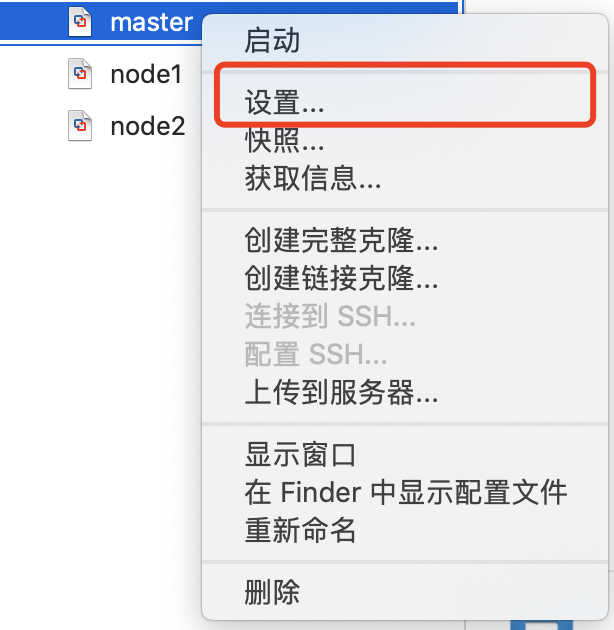 master
node1
node2
启动
设置...
快照...
获取信息...
创建完整克隆...
创建链接克隆...
连接到 SSH...
配置 SSH...
上传到服务器...
显示窗口
在 Finder 中显示配置文件
重新命名
删除